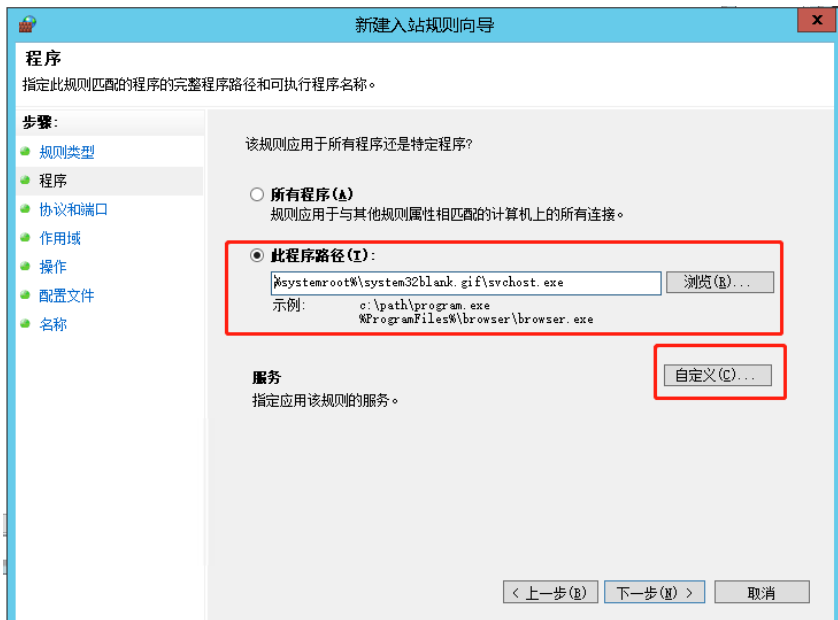 新建入站规则向导
x
程序
指定此规则匹配的程序的完整程序路径和可执行程序名称。
步骤:
规则类型
程序
协议和端口
作用域
操作
配置文件
名称
该规则应用于所有程序还是特定程序?
所有程序(A)
规则应用于与其他规则属性相匹配的计算机上的所有连接。
此程序路径(T):
%systemroot%\system32blank.gif\svchost.exe
浏览(R)...
示例: c:\path\program.exe
%ProgramFiles%\browser\browser.exe
服务
自定义(C)...
指定应用该规则的服务。
< 上一步(B)
下一步(N) >
取消